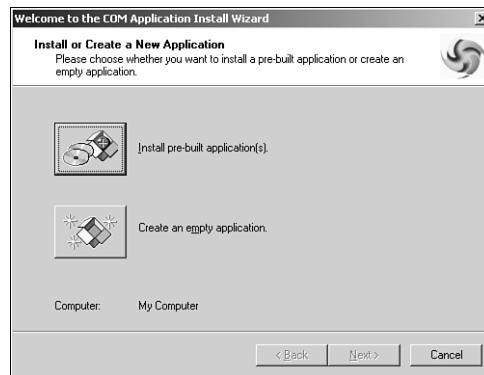 Welcome to the COM Application Install Wizard
Install or Create a New Application
Please choose whether you want to install a pre-built application or create an
empty application.
Install pre-built application(s).
Create an empty application.
Computer: My Computer
< Back Next > Cancel